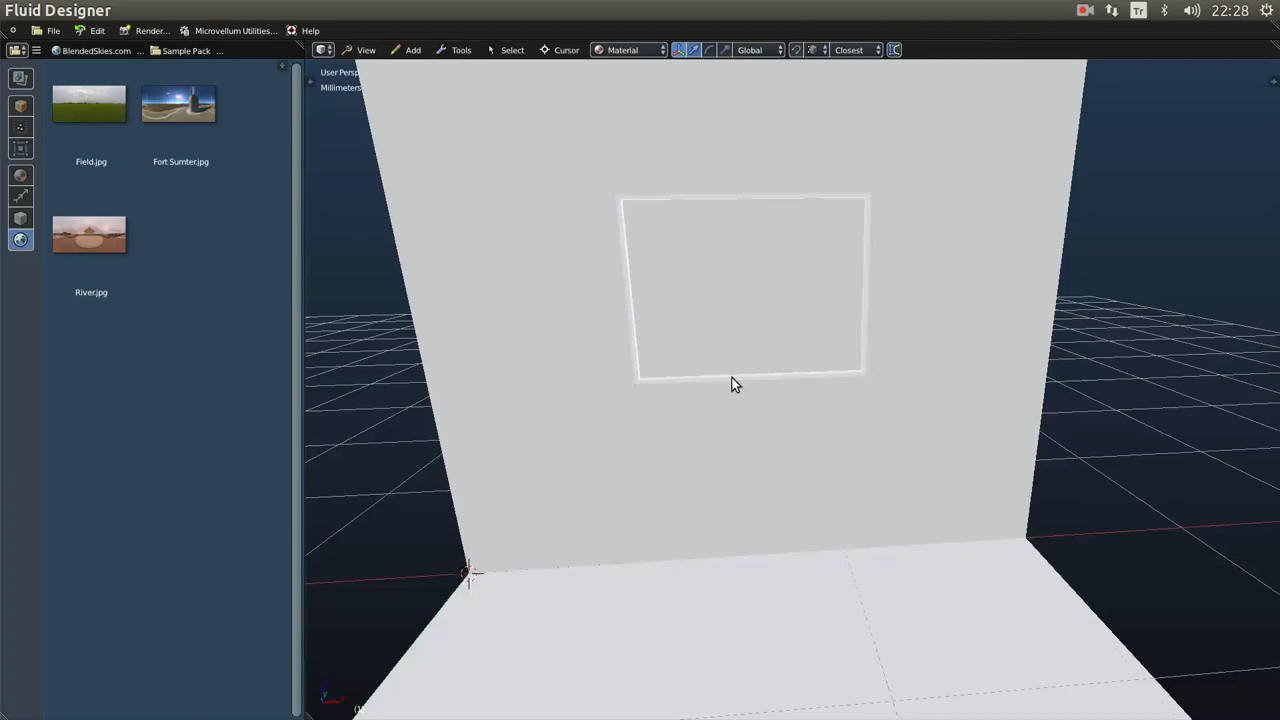 Fluid Designer
Tr
22:28
File Edit Render... Microvellum Utilities... Help
BlendedSkies.com Sample Pack ...
View Add Tools Select Cursor Material Global Closest
User Persp
Millimeters
Field.jpg
Fort Sumter.jpg
River.jpg